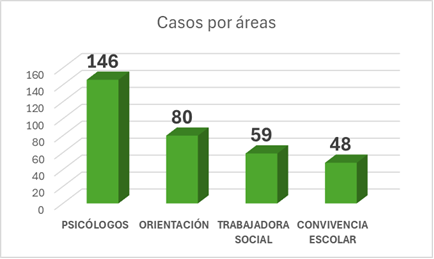 Casos por áreas
146
80
59
48
160
140
120
100
80
60
40
20
0
PSICÓLOGOS
ORIENTACIÓN
TRABAJADORA
SOCIAL
CONVIVENCIA
ESCOLAR